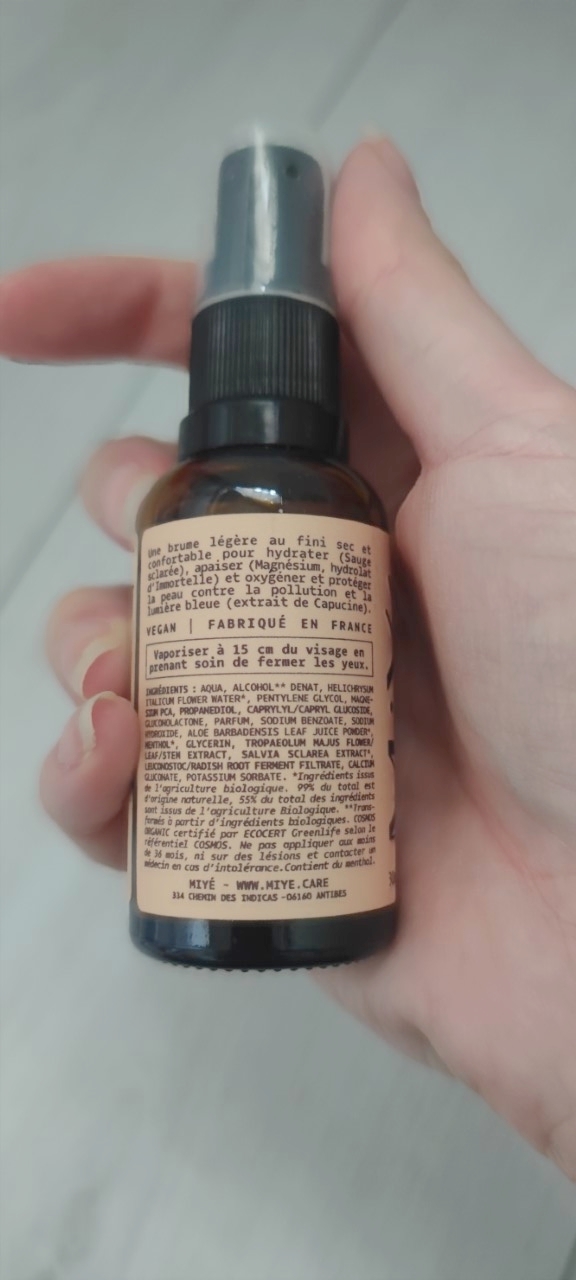 Une brume légère au fini sec et
confortable pour hydrater (Sauge
sclarée), apaiser (Magnésium, hydrolat
d'Immortelle) et oxygéner et protéger
la peau contre la pollution et la
lumière bleue (extrait de Capucine).
VEGAN | FABRIQUÉ EN FRANCE
Vaporiser à 15 cm du visage en
prenant soin de fermer les yeux.
INGRÉDIENTS : AQUA, ALCOHOL** DENAT, HELICHRYSUM
ITALICUM FLOWER WATER*, PENTYLENE GLYCOL, MAGNE-
SIUM PCA, PROPANEDIOL, CAPRYLYL/CAPRYL GLUCOSIDE,
GLUCONOLACTONE, PARFUM, SODIUM BENZOATE, SODIUM
HYDROXIDE, ALOE BARBADENSIS LEAF JUICE POWDER*,
MENTHOL*, GLYCERIN, TROPAEOLUM MAJUS FLOWER/
LEAF/STEM EXTRACT, SALVIA SCLAREA EXTRACT*,
LEUCONOSTOC/RADISH ROOT FERMENT FILTRATE, CALCIUM
GLUCONATE, POTASSIUM SORBATE. *Ingrédients issus
de l'agriculture biologique. 99% du total est
d'origine naturelle, 55% du total des ingrédients
sont issus de l'agriculture Biologique. **Trans-
formés à partir d'ingrédients biologiques. COSMOS
ORGANIC certifié par ECOCERT Greenlife selon le
référentiel COSMOS. Ne pas appliquer aux moins
de 36 mois, ni sur des lésions et contacter un
médecin en cas d'intolérance.Contient du menthol.
MIYÉ - WWW.MIYE.CARE
314 CHEMIN DES INDICAS -06160 ANTIBES